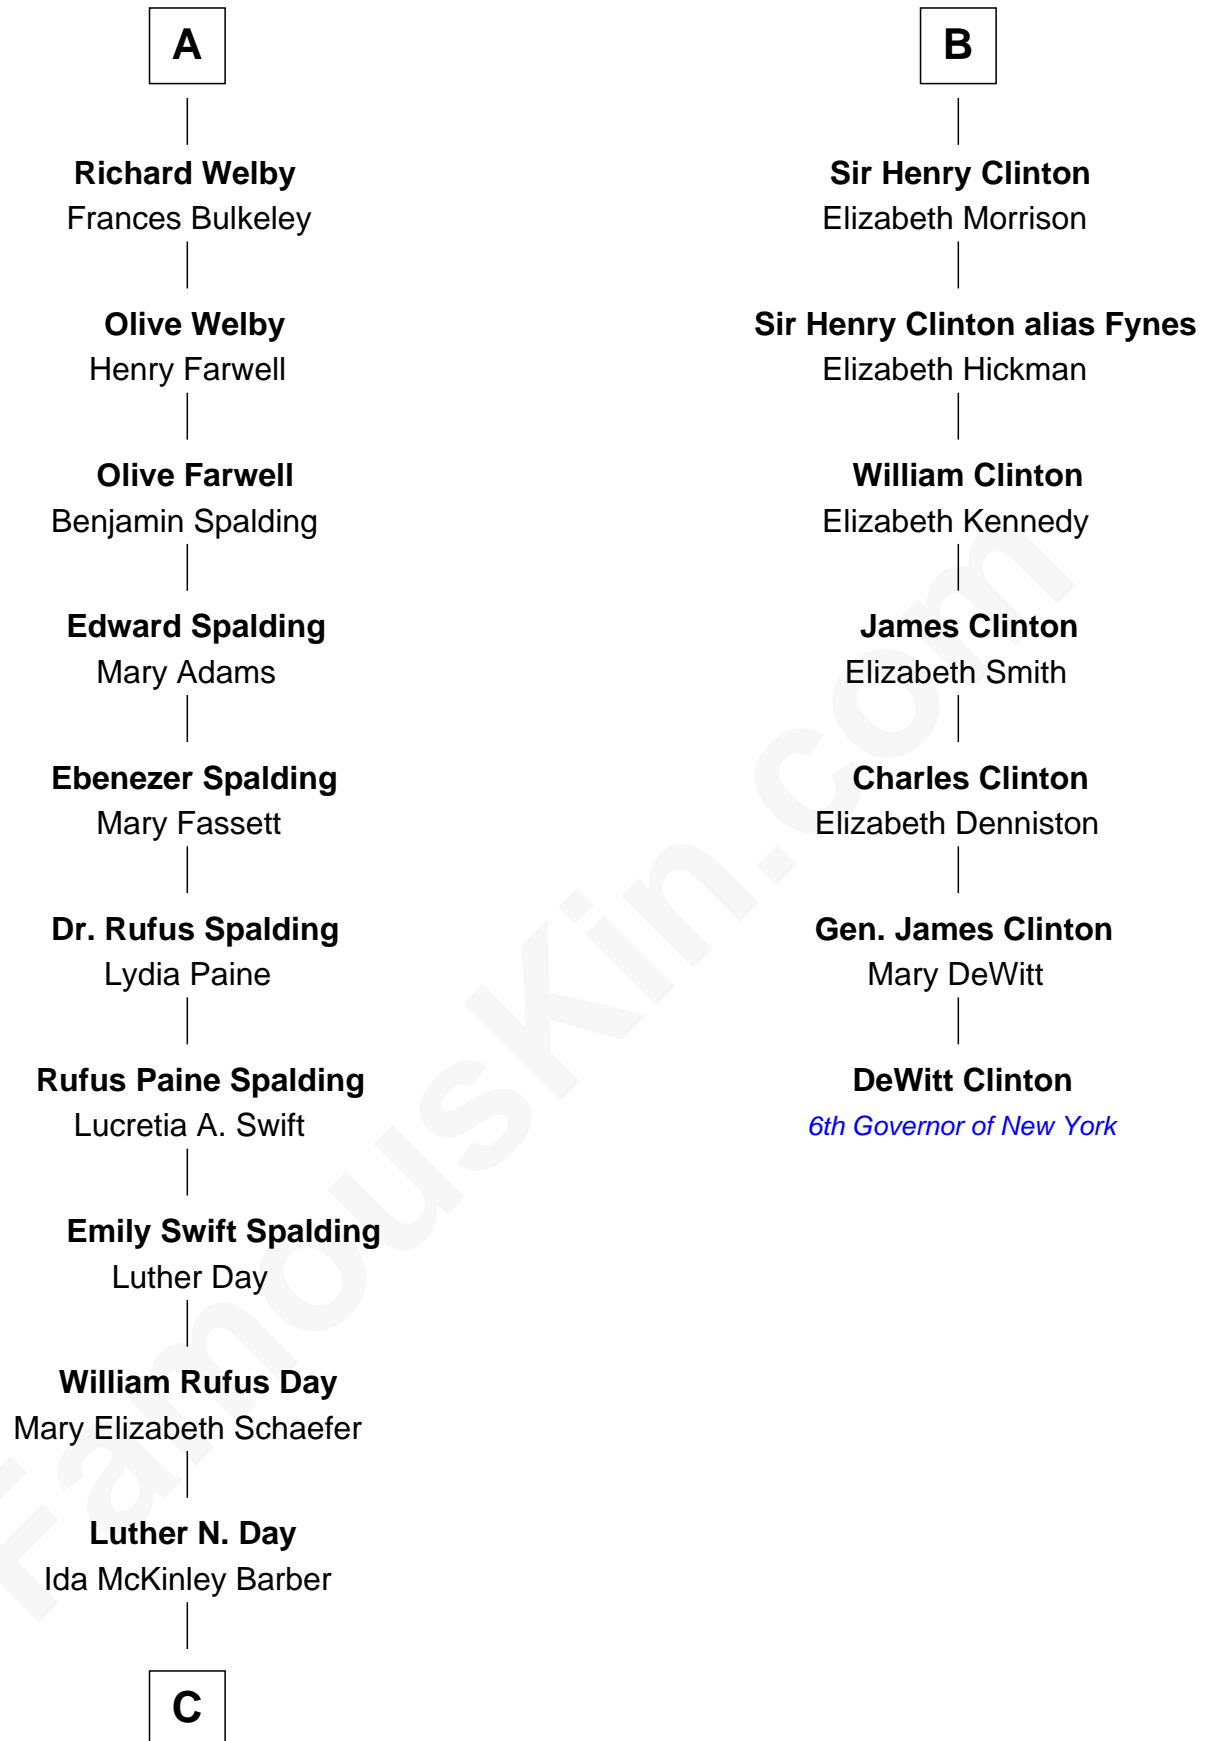 A
Richard Welby
Frances Bulkeley
Olive Welby
Henry Farwell
Olive Farwell
Benjamin Spalding
Edward Spalding
Mary Adams
Ebenezer Spalding
Mary Fassett
Dr. Rufus Spalding
Lydia Paine
Rufus Paine Spalding
Lucretia A. Swift
Emily Swift Spalding
Luther Day
William Rufus Day
Mary Elizabeth Schaefer
Luther N. Day
Ida McKinley Barber
C
B
Sir Henry Clinton
Elizabeth Morrison
Sir Henry Clinton alias Fynes
Elizabeth Hickman
William Clinton
Elizabeth Kennedy
James Clinton
Elizabeth Smith
Charles Clinton
Elizabeth Denniston
Gen. James Clinton
Mary DeWitt
DeWitt Clinton
6th Governor of New York
FamousKin.com